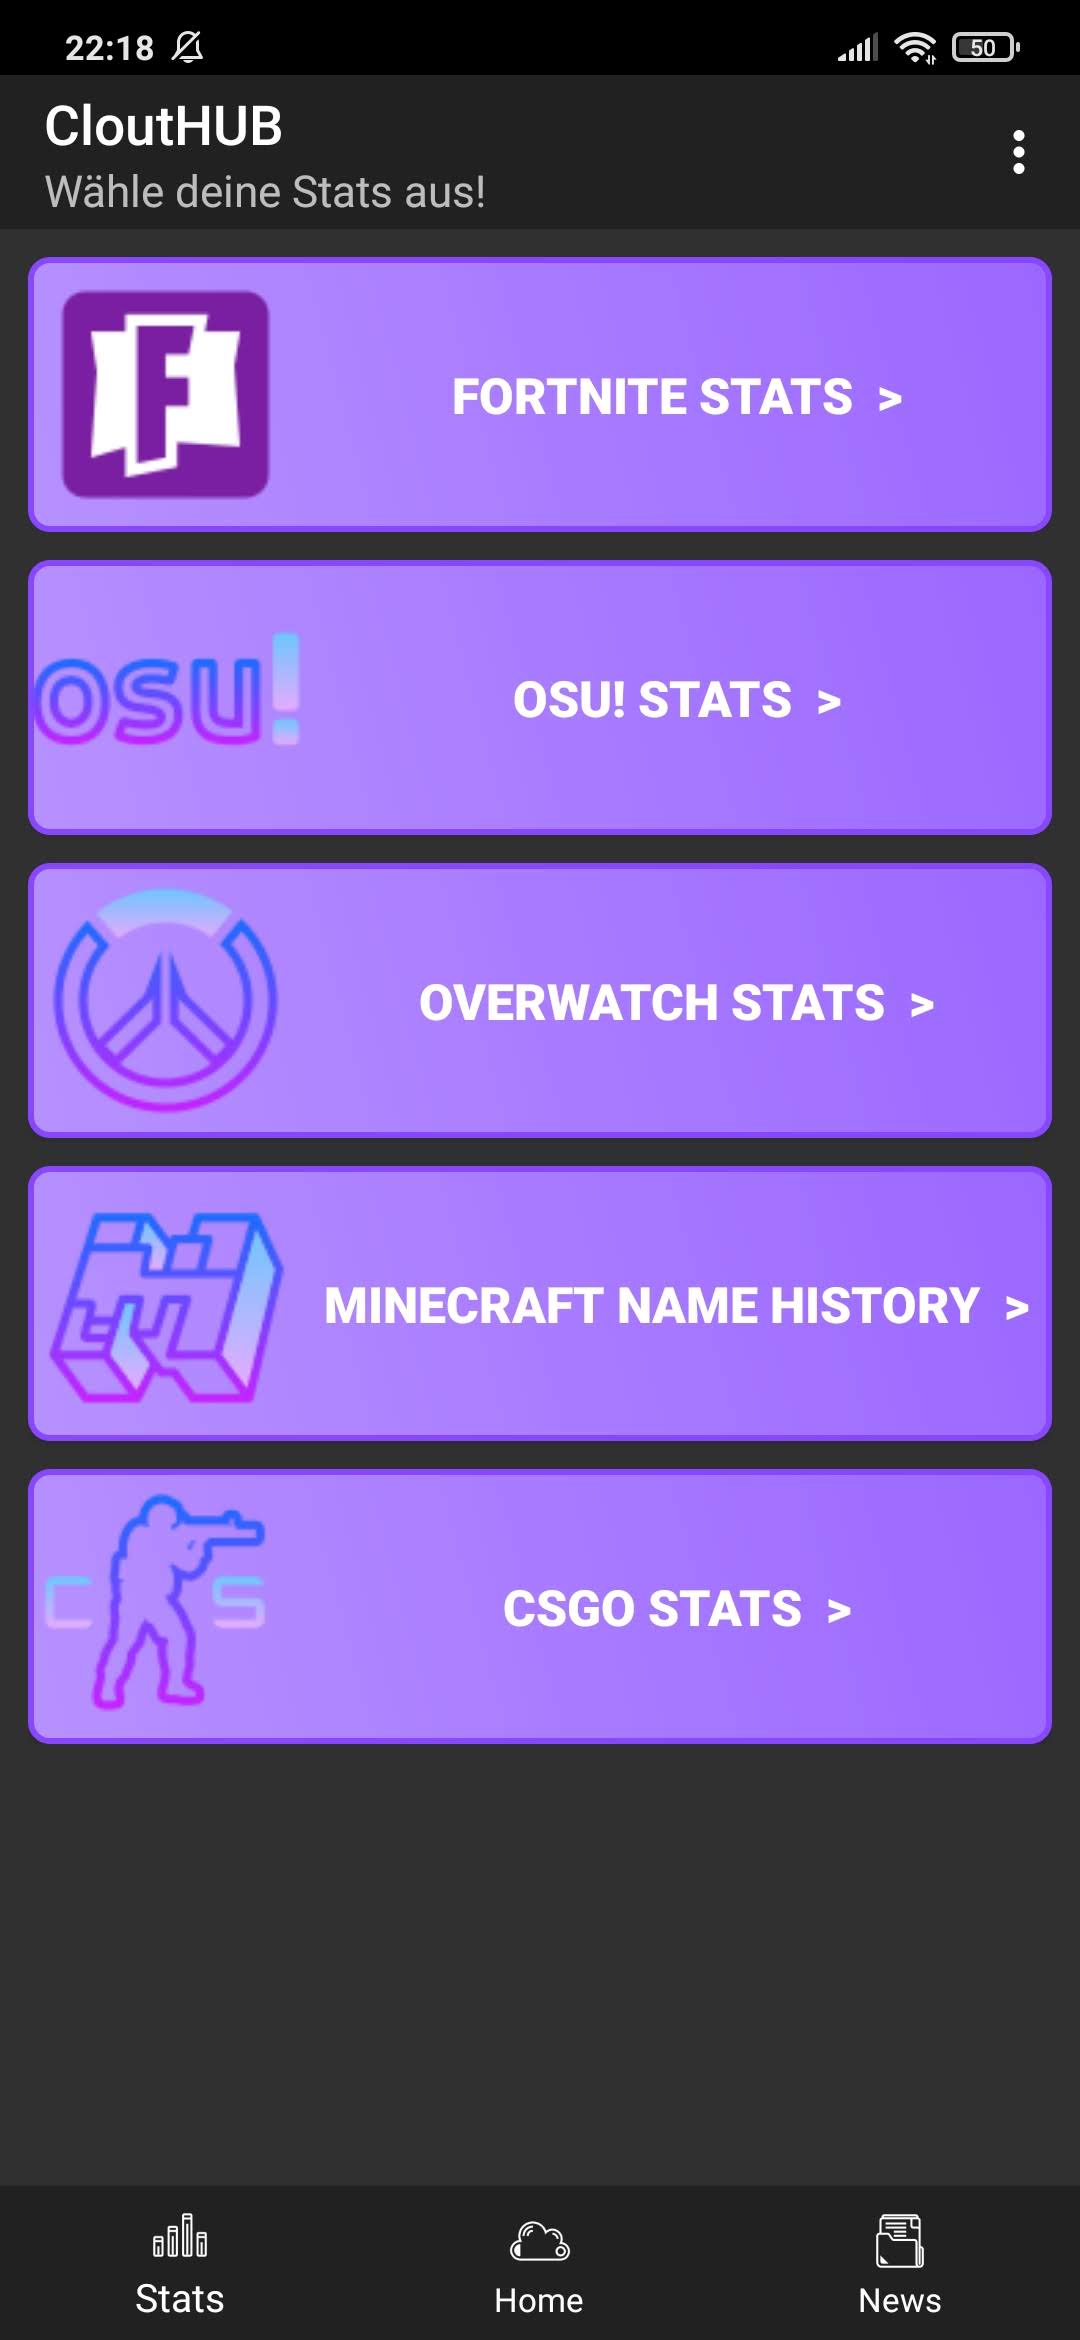 22:18
50
CloutHUB
Wähle deine Stats aus!
F
FORTNITE STATS >
osu!
OSU! STATS >
OVERWATCH STATS >
MINECRAFT NAME HISTORY >
C S
CSGO STATS >
Stats
Home
News